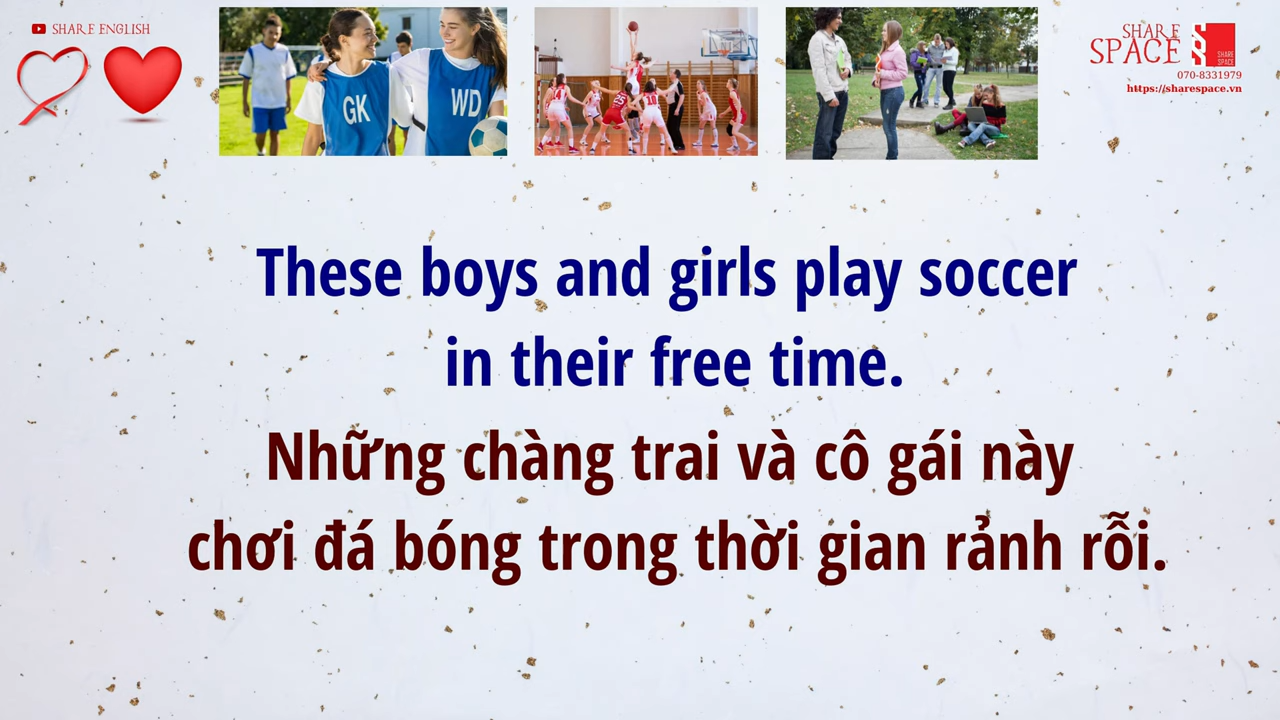 SHARE ENGLISH
GK
WD
25
10
SHARE
SPACE
SHARE
SPACE
070-8331979
https://sharespace.vn
These boys and girls play soccer
in their free time.
Những chàng trai và cô gái này
chơi đá bóng trong thời gian rảnh rỗi.